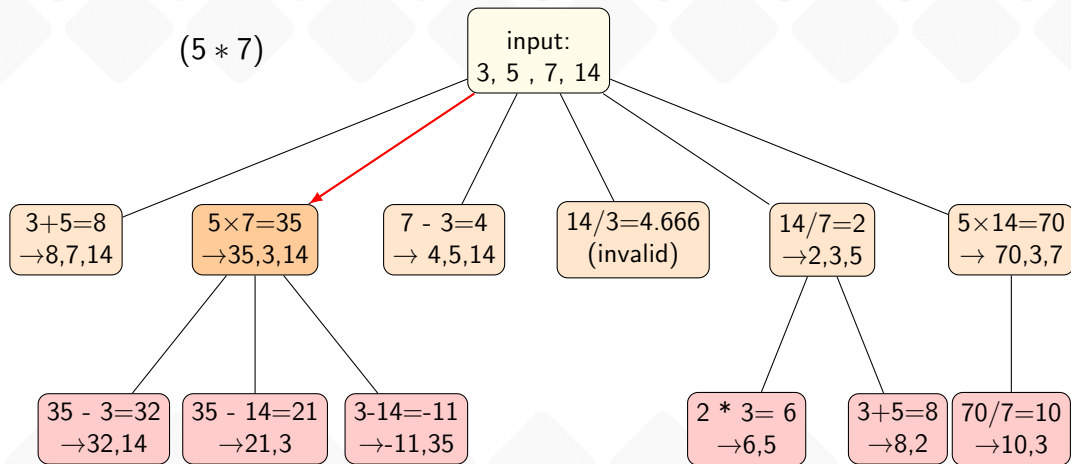 (5 ∗ 7)
input:
3, 5 , 7, 14
3+5=8
→8,7,14
5×7=35
→35,3,14
7 - 3=4
→ 4,5,14
14/3=4.666
(invalid)
14/7=2
→2,3,5
5×14=70
→ 70,3,7
35 - 3=32
→32,14
35 - 14=21
→21,3
3-14=-11
→-11,35
2 * 3= 6
→6,5
3+5=8
→8,2
70/7=10
→10,3